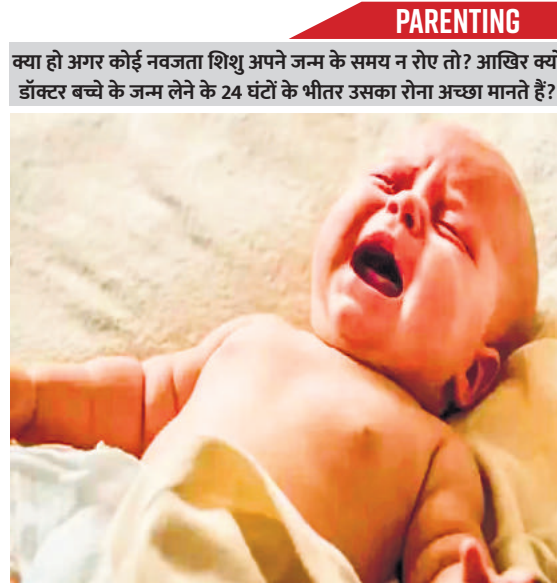 PARENTING
क्या हो अगर कोई नवजता शिशु अपने जन्म के समय न रोए तो? आखिर क्यों
डॉक्टर बच्चे के जन्म लेने के 24 घंटों के भीतर उसका रोना अच्छा मानते हैं?